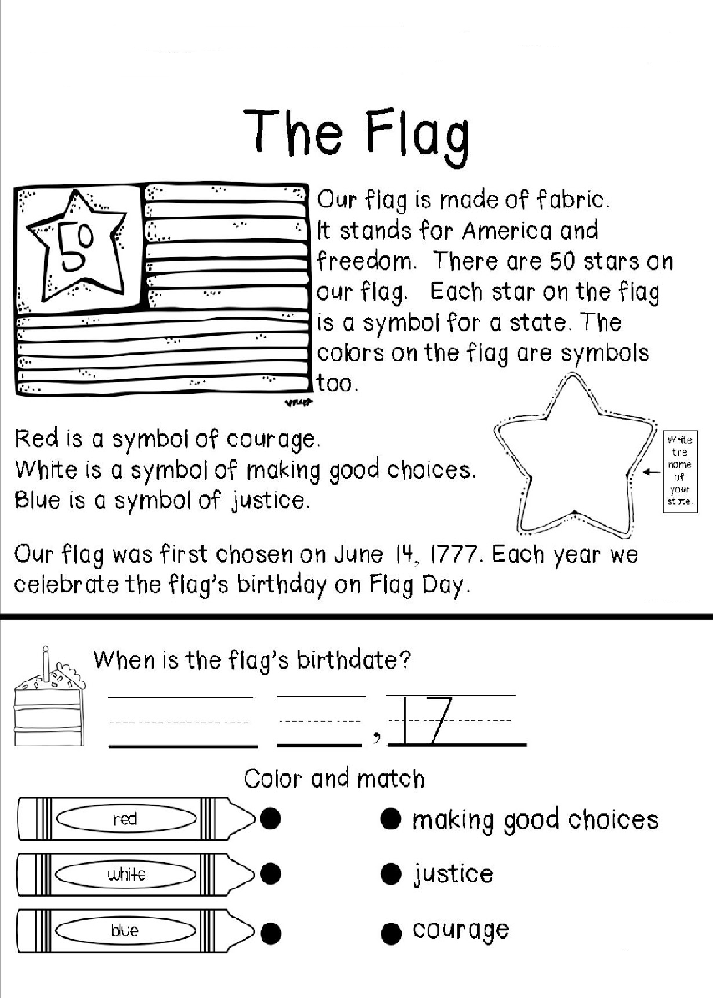 The Flag
50
Our flag is made of fabric.
It stands for America and
freedom. There are 50 stars on
our flag. Each star on the flag
is a symbol for a state. The
colors on the flag are symbols
too.
Write
the
name
of
your
state.
Red is a symbol of courage.
White is a symbol of making good choices.
Blue is a symbol of justice.
Our flag was first chosen on June 14, 1777. Each year we
celebrate the flag's birthday on Flag Day.
When is the flag's birthdate?
, 17
Color and match
red
making good choices
white
justice
blue
courage